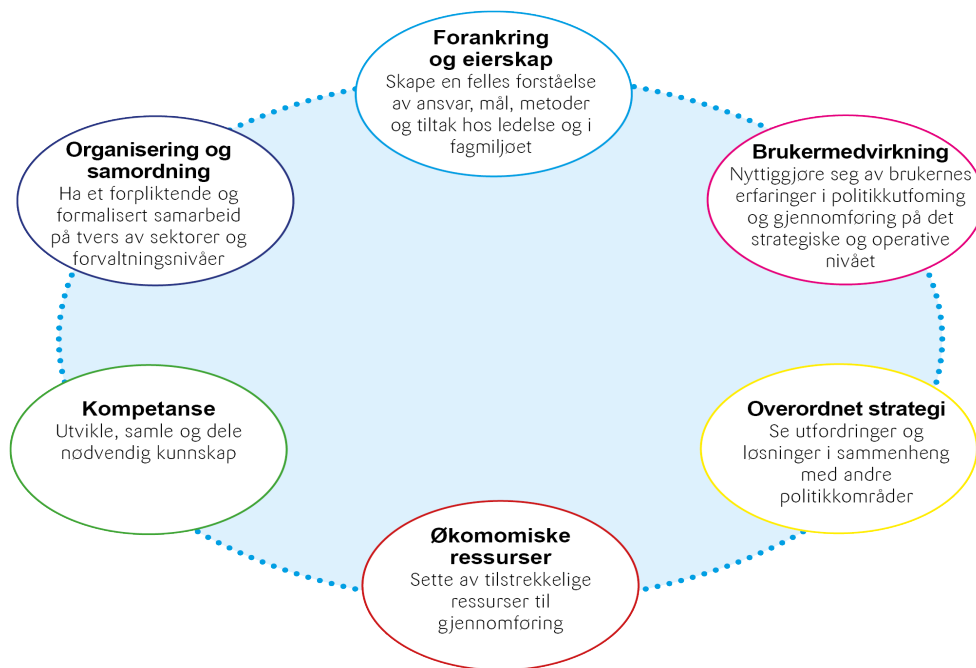 Forankring
og eierskap
Skape en felles forståelse
av ansvar, mål, metoder
og tiltak hos ledelse og i
fagmiljøet
Brukermedvirkning
Nyttiggjøre seg av brukernes
erfaringer i politikkutfoming
og gjennomføring på det
strategiske og operative
nivået
Overordnet strategi
Se utfordringer og
løsninger i sammenheng
med andre
politikkområder
Økomomiske
ressurser
Sette av tilstrekkelige
ressurser til
gjennomføring
Kompetanse
Utvikle, samle og dele
nødvendig kunnskap
Organisering og
samordning
Ha et forpliktende og
formalisert samarbeid
på tvers av sektorer og
forvaltningsnivåer